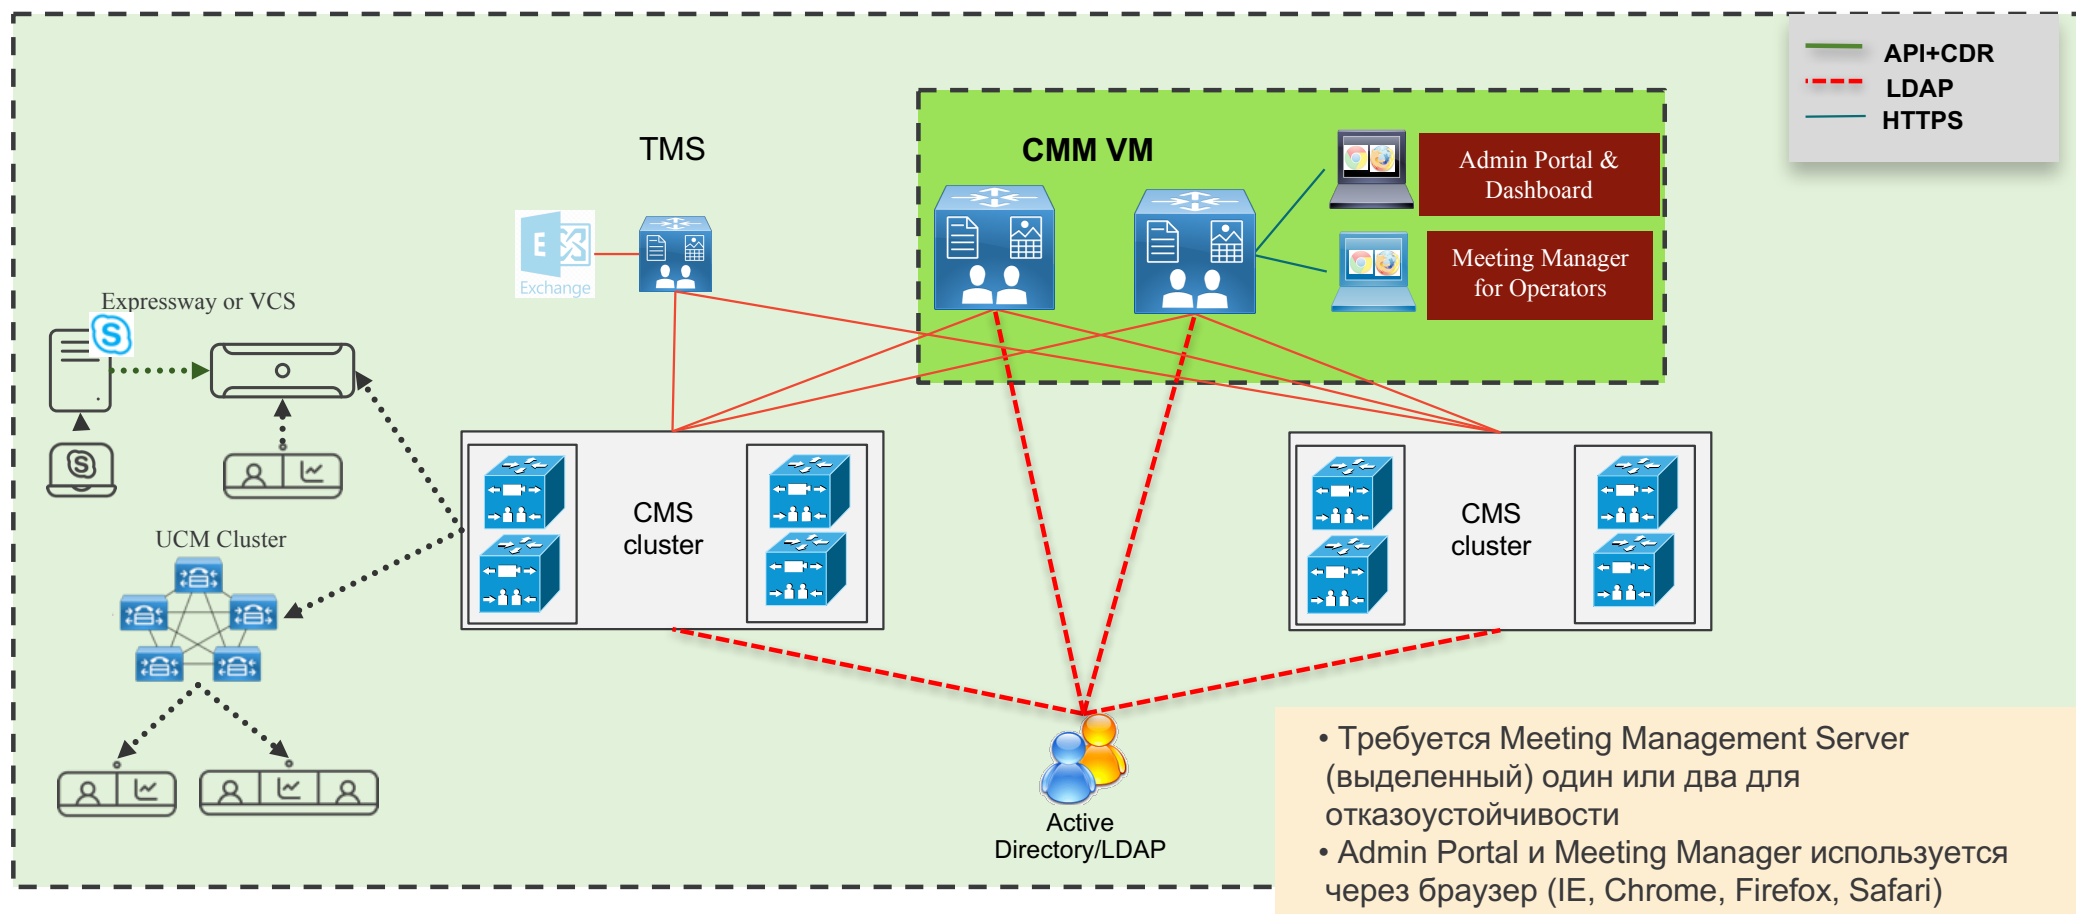 API+CDR
LDAP
HTTPS
TMS
CMM VM
Admin Portal &
Dashboard
Meeting Manager
for Operators
E
Exchange
Expressway or VCS
S
S
UCM Cluster
CMS
cluster
CMS
cluster
Active
Directory/LDAP
• Требуется Meeting Management Server
(выделенный) один или два для
отказоустойчивости
• Admin Portal и Meeting Manager используется
через браузер (IE, Chrome, Firefox, Safari)